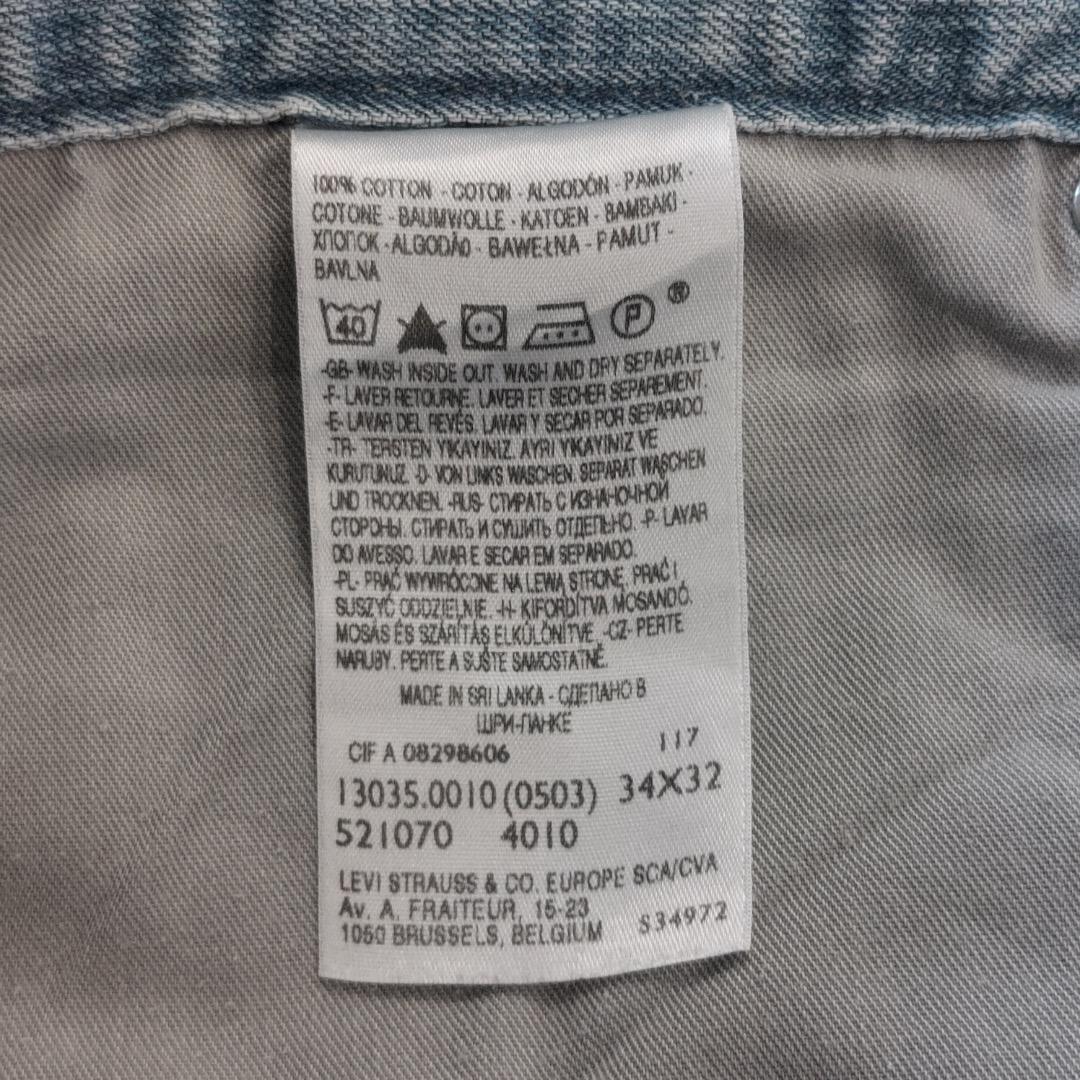 100% COTTON - COTON - ALGODÓN - PAMUK -
COTONE - BAUMWOLLE - KATOEN - BAMBAKI -
ХЛОПОК - ALGODÃO - BAWEŁNA - PAMUT -
BAVLNA
40 P ®
-GB- WASH INSIDE OUT. WASH AND DRY SEPARATELY.
-F- LAVER RETOURNE. LAVER ET SECHER SEPAREMENT.
-E- LAVAR DEL REVÉS. LAVAR Y SECAR POR SEPARADO.
-TR- TERSTEN YIKAYINIZ. AYRI YIKAYINIZ VE
KURUTUNUZ. -D- VON LINKS WASCHEN. SEPARAT WASCHEN
UND TROCKNEN. -RUS- СТИРАТЬ С ИЗНАНОЧНОЙ
СТОРОНЫ. СТИРАТЬ И СУШИТЬ ОТДЕЛЬНО. -P- LAVAR
DO AVESSO. LAVAR E SECAR EM SEPARADO.
-PL- PRAĆ WYWRÓCONE NA LEWĄ STRONĘ. PRAĆ I
SUSZYĆ ODDZIELNIE. -H- KIFORDÍTVA MOSANDÓ.
MOSÁS ÉS SZÁRÍTÁS ELKÜLÖNÍTVE. -CZ- PERTE
NARUBY. PERTE A SUŠTE SAMOSTATNĚ.
MADE IN SRI LANKA - СДЕЛАНО В
ШРИ-ЛАНКЕ
CIF A 08298606 117
13035.0010 (0503) 34X32
521070 4010
LEVI STRAUSS & CO. EUROPE SCA/CVA
Av. A. FRAITEUR, 15-23
1050 BRUSSELS, BELGIUM S34972